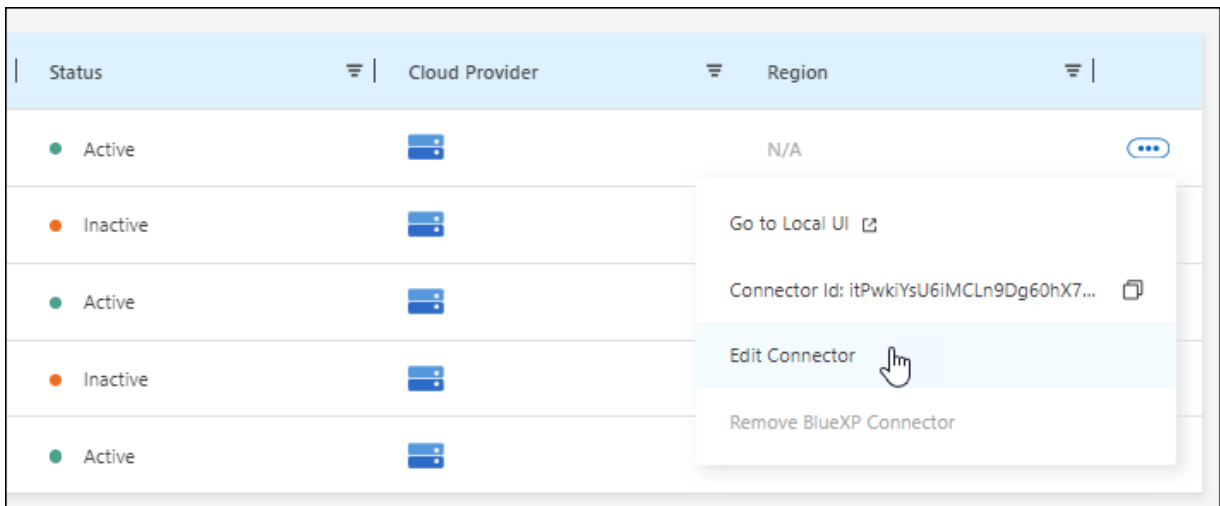 Status Cloud Provider Region
Active N/A
Go to Local UI
Inactive
Connector Id: itPwkiYsU6iMCLn9Dg60hX7...
Active
Edit Connector
Inactive
Remove BlueXP Connector
Active